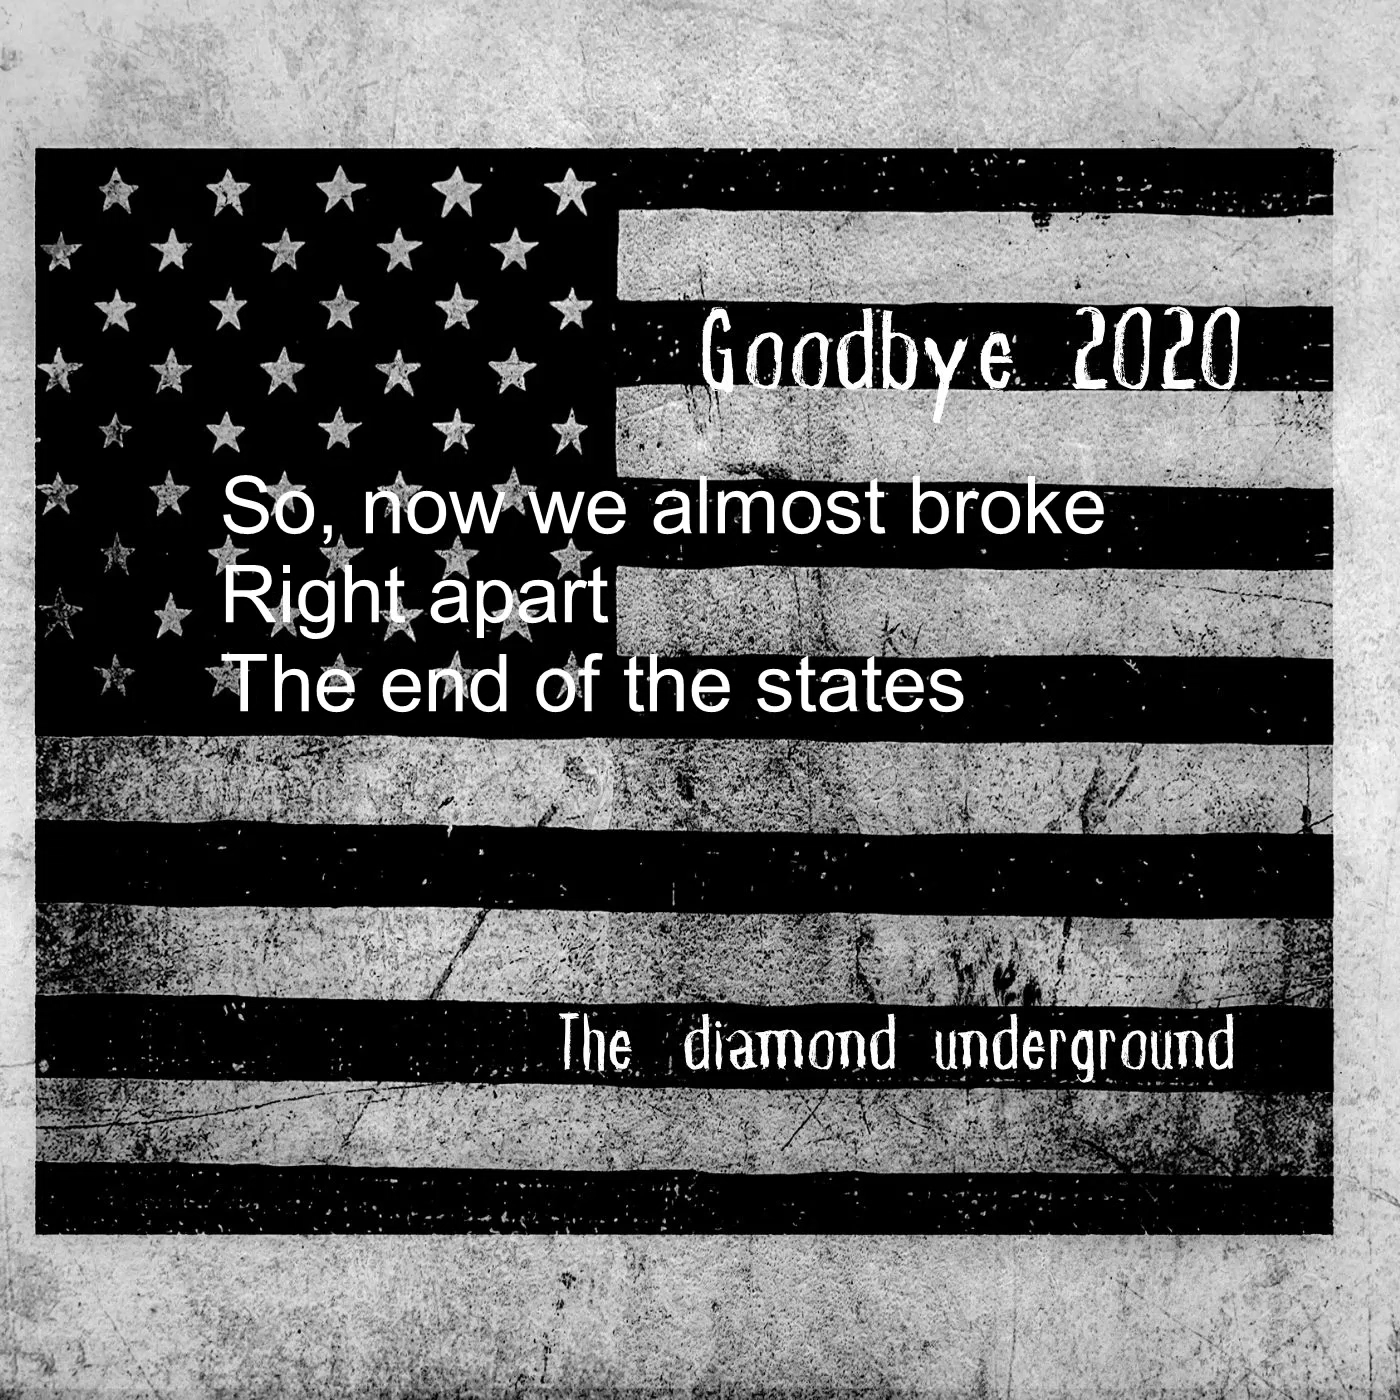 Goodbye 2020
So, now we almost broke
Right apart
The end of the states
The diamond underground